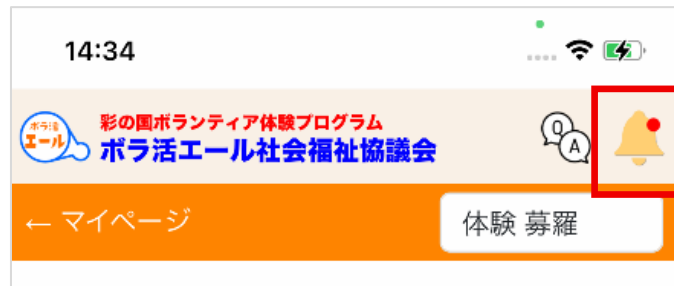 14:34
ボラ活
エール
彩の国ボランティア体験プログラム
ボラ活エール社会福祉協議会
Q
A
← マイページ
体験 募羅